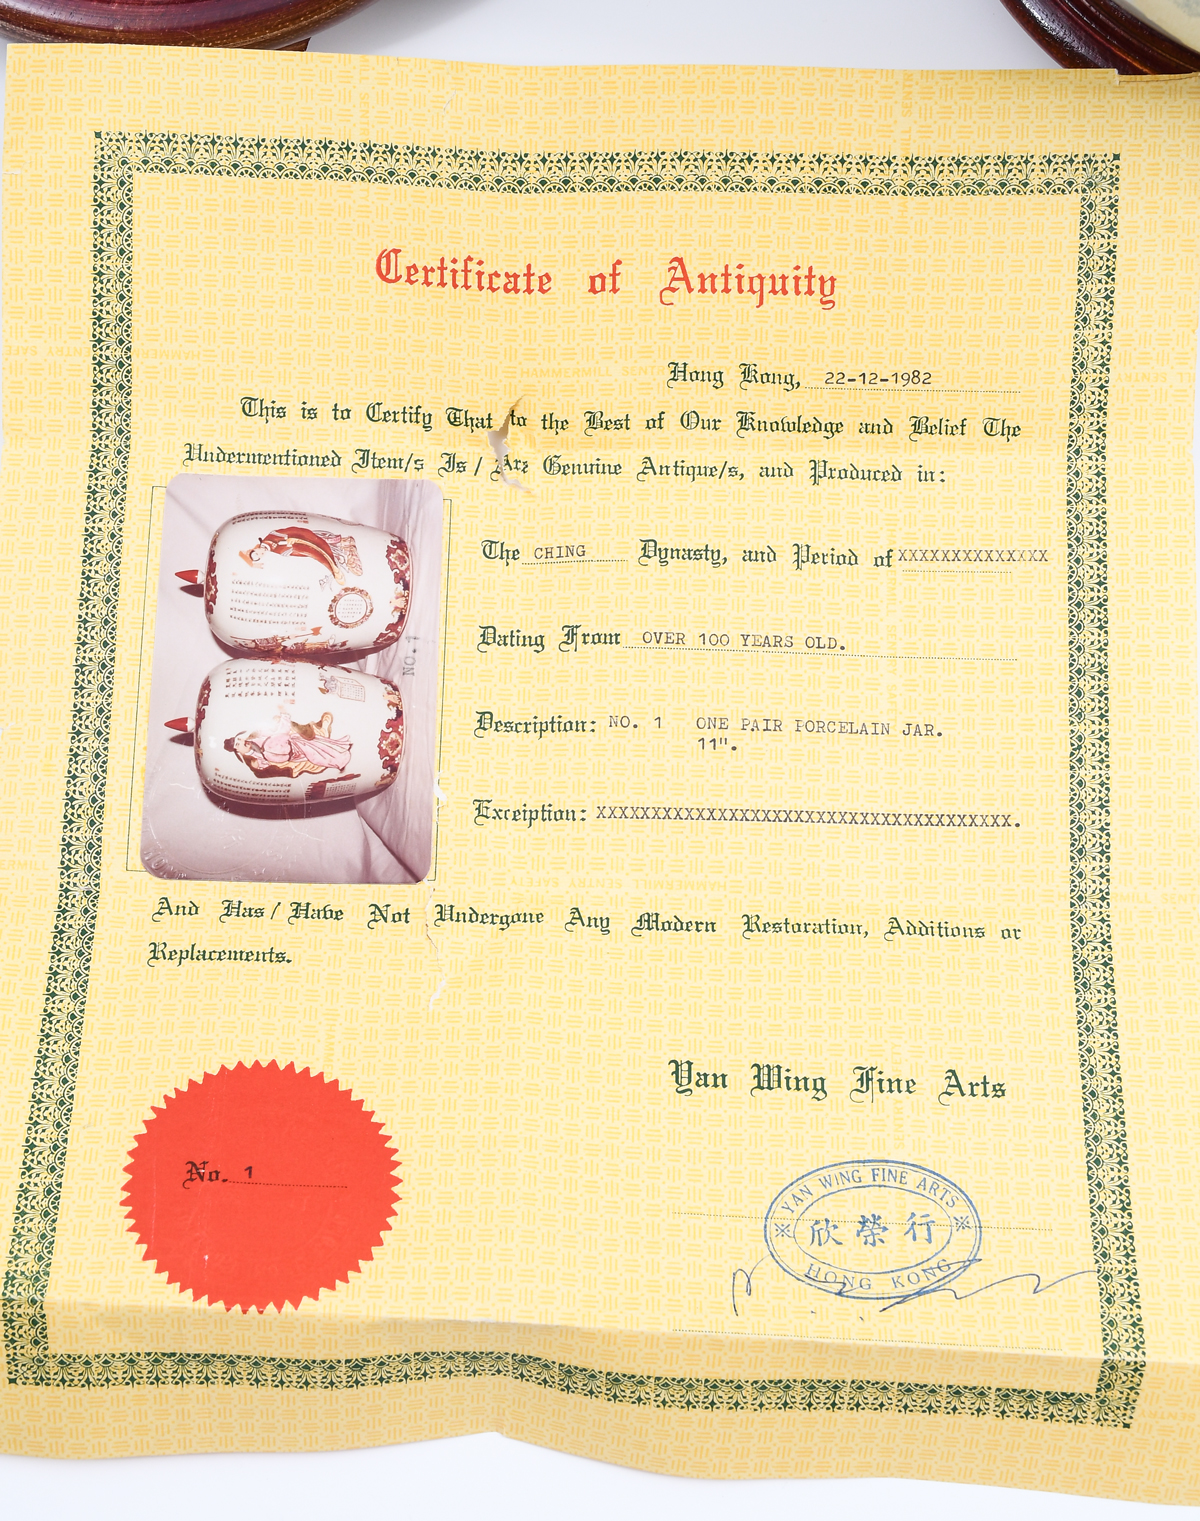 Certificate of Antiquity
Hong Kong, 22-12-1982
This is to Certify That to the Best of Our Knowledge and Belief The
Undermentioned Item/s Is / Are Genuine Antique/s, and Produced in:
The CHING Dynasty, and Period of XXXXXXXXXXXXXX
Dating From OVER 100 YEARS OLD.
NO. 1
Description: NO. 1 ONE PAIR PORCELAIN JAR.
11".
Exceiption: XXXXXXXXXXXXXXXXXXXXXXXXXXXXXXXXXXXXX.
And Has / Have Not Undergone Any Modern Restoration, Additions or
Replacements.
Yan Wing Fine Arts
No. 1
YAN WING FINE ARTS
欣榮行
HONG KONG